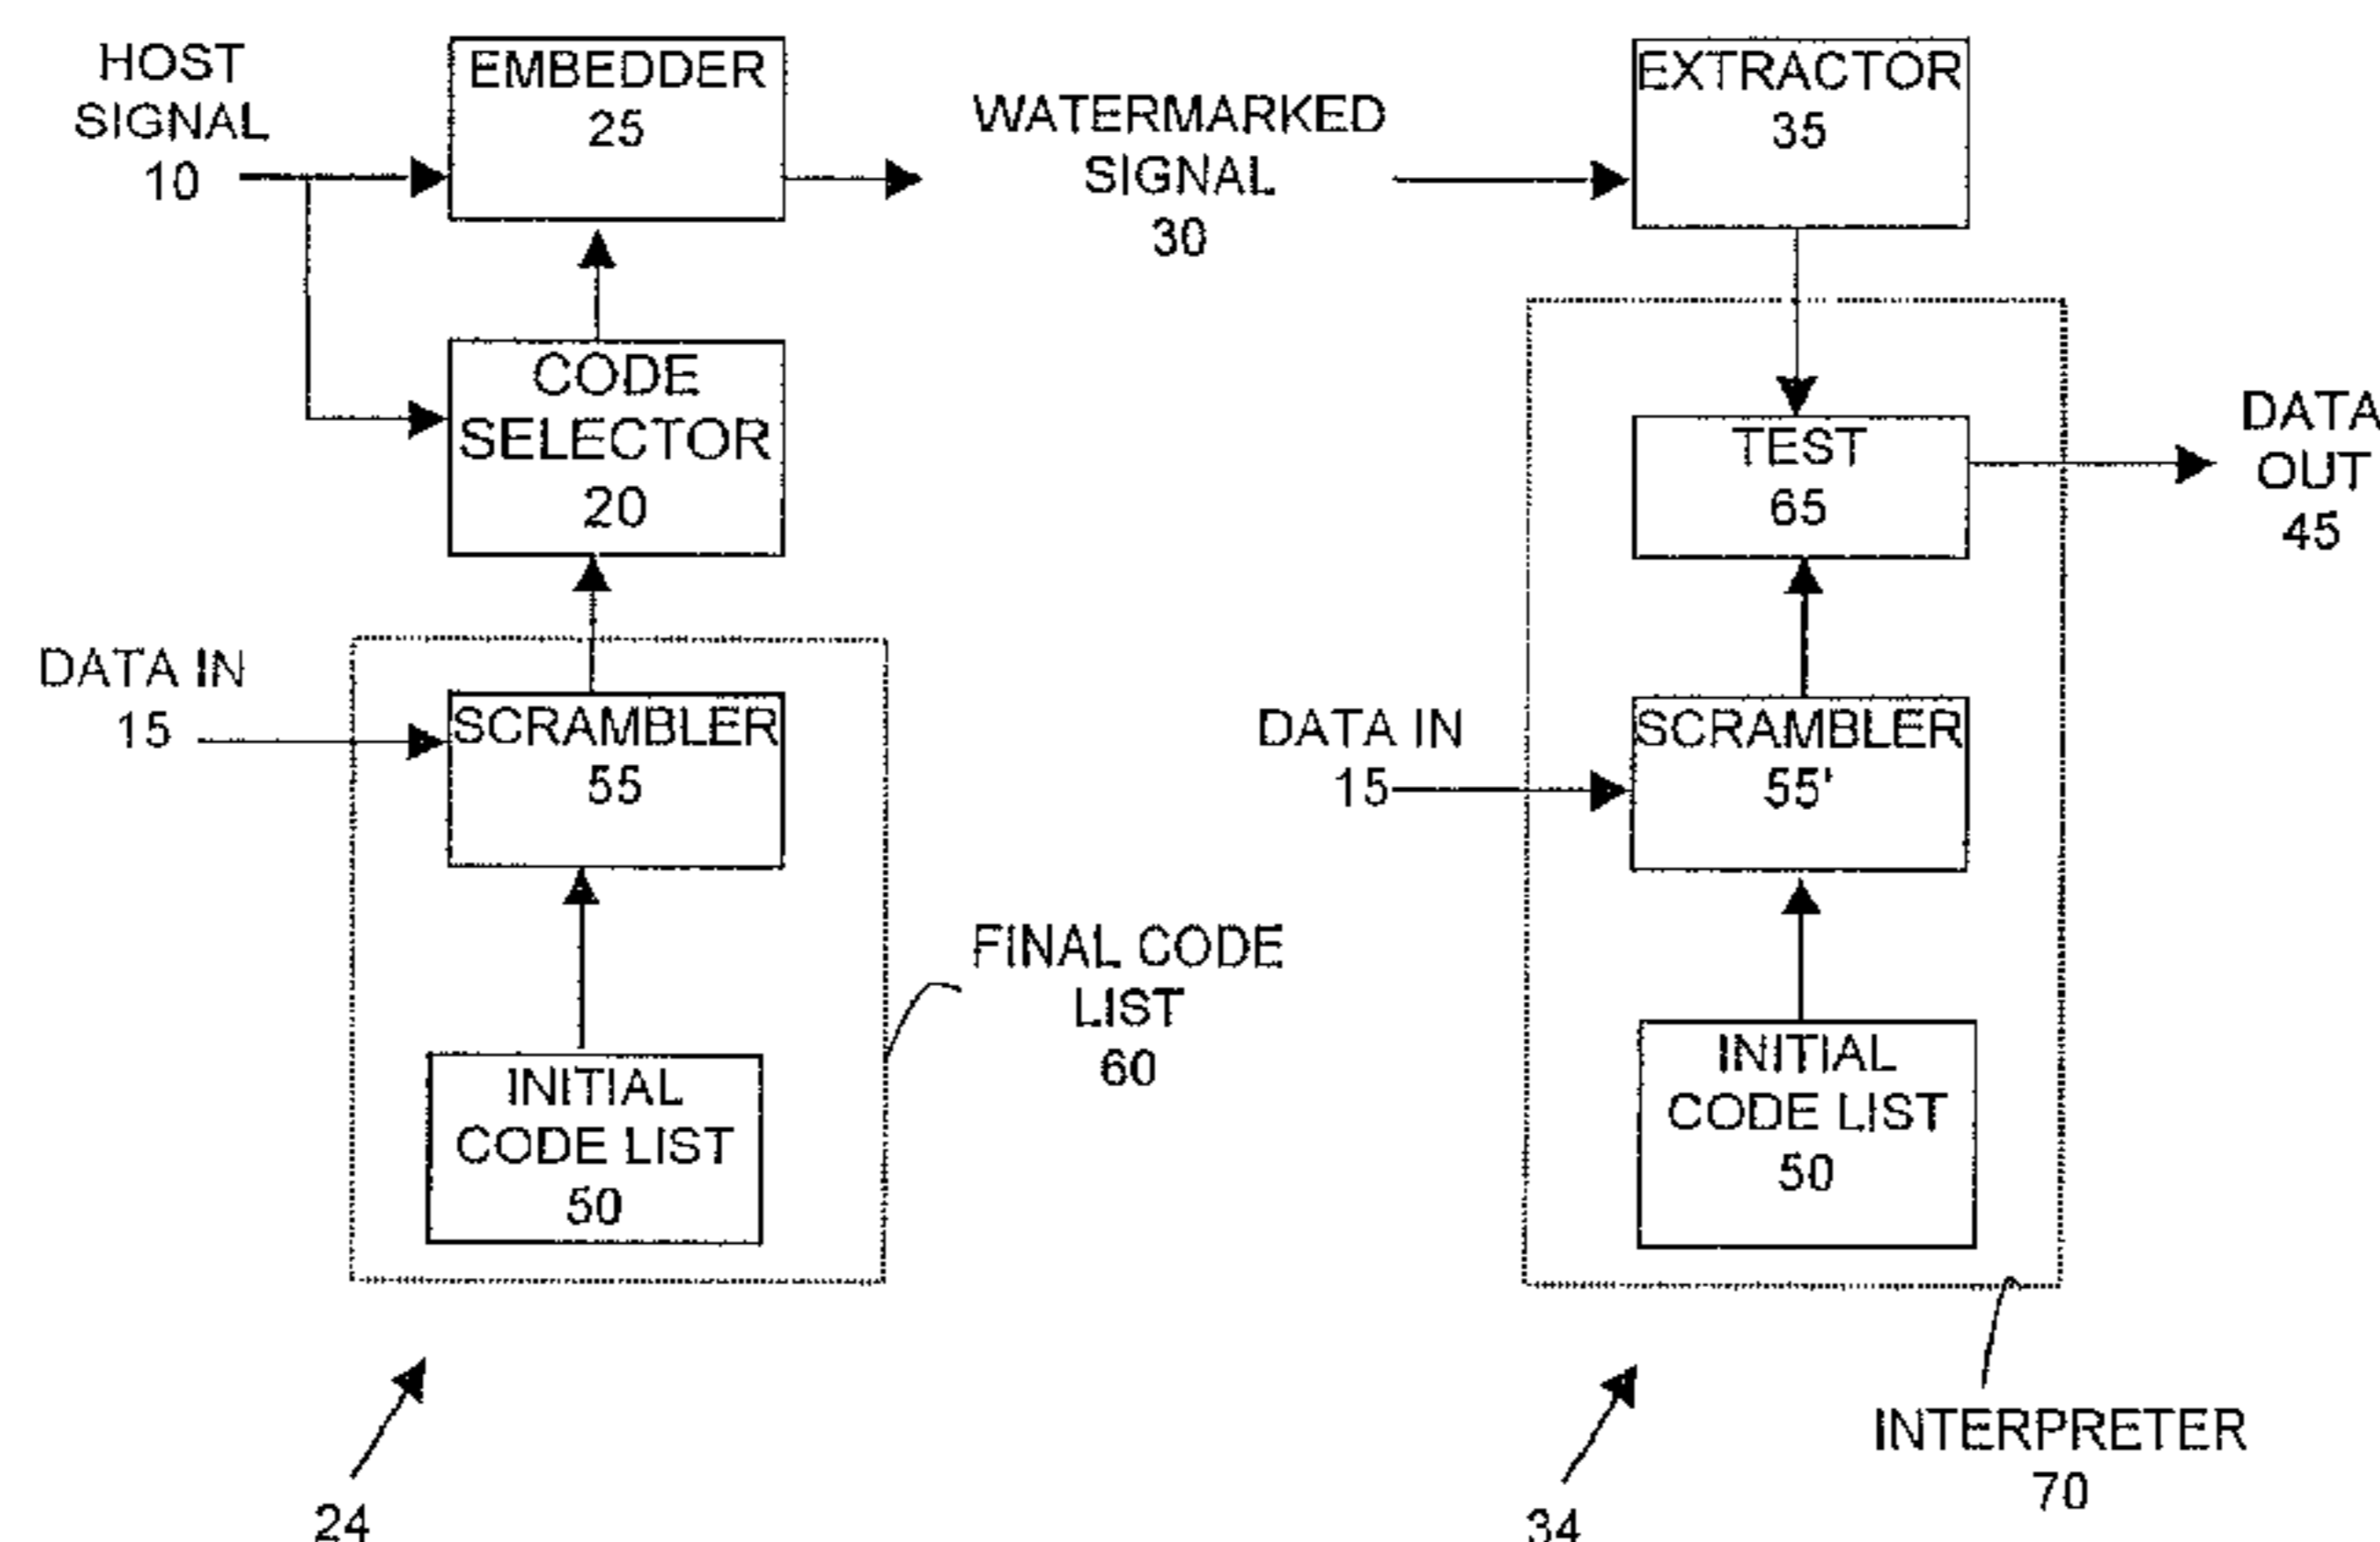 HOST
SIGNAL
10
EMBEDDER
25
WATERMARKED
SIGNAL
30
EXTRACTOR
35
CODE
SELECTOR
20
TEST
65
DATA
OUT
45
DATA IN
15
SCRAMBLER
55
DATA IN
15
SCRAMBLER
55'
FINAL CODE
LIST
60
INITIAL
CODE LIST
50
INITIAL
CODE LIST
50
INTERPRETER
70
24
34